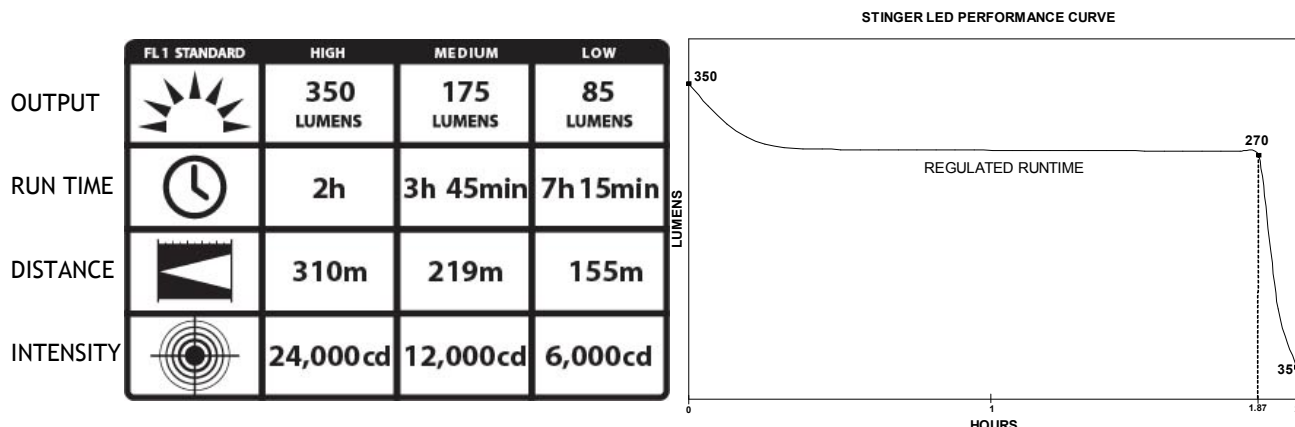 STINGER LED PERFORMANCE CURVE
FL1 STANDARD HIGH MEDIUM LOW
OUTPUT 350 LUMENS 175 LUMENS 85 LUMENS
RUN TIME 2h 3h 45min 7h 15min
DISTANCE 310m 219m 155m
INTENSITY 24,000cd 12,000cd 6,000cd
350
270
REGULATED RUNTIME
LUMENS
35
0 1 1.87
HOURS